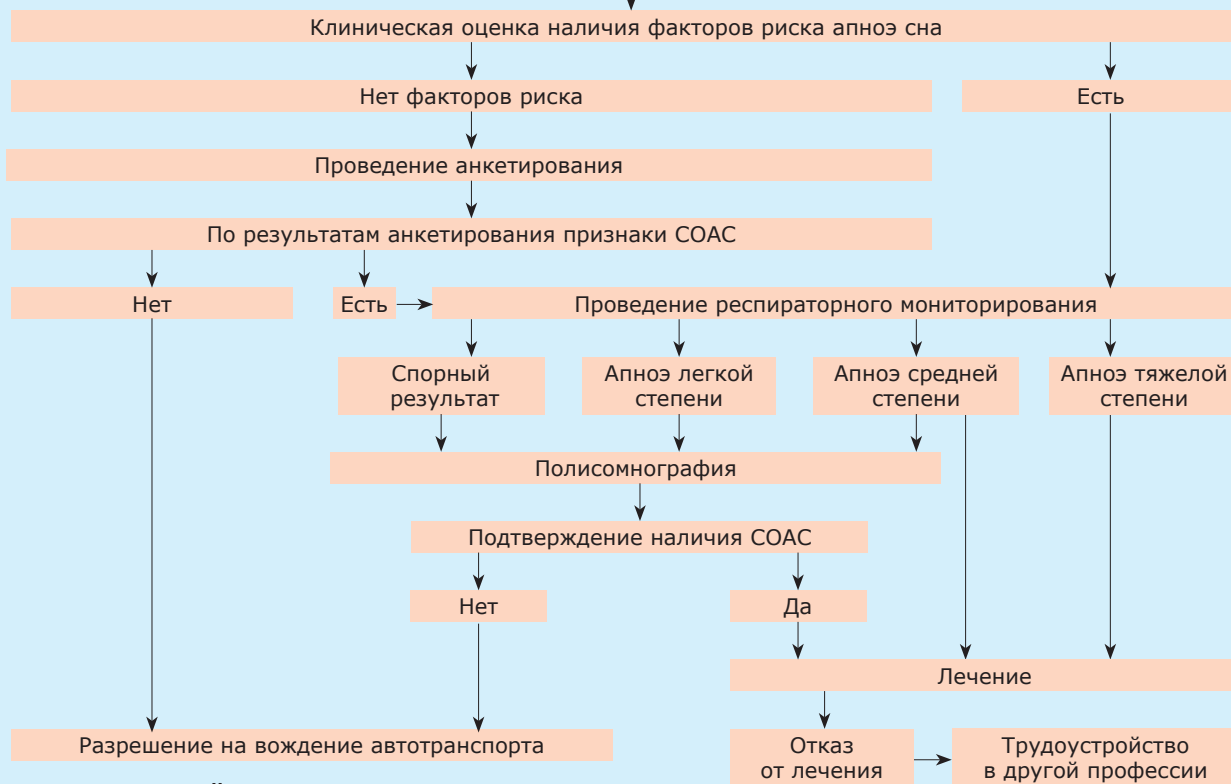 Клиническая оценка наличия факторов риска апноэ сна
Нет факторов риска
Есть
Проведение анкетирования
По результатам анкетирования признаки СОАС
Нет
Есть
Проведение респираторного мониторирования
Спорный
результат
Апноэ легкой
степени
Апноэ средней
степени
Апноэ тяжелой
степени
Полисомнография
Подтверждение наличия СОАС
Нет
Да
Лечение
Разрешение на вождение автотранспорта
Отказ
от лечения
Трудоустройство
в другой профессии